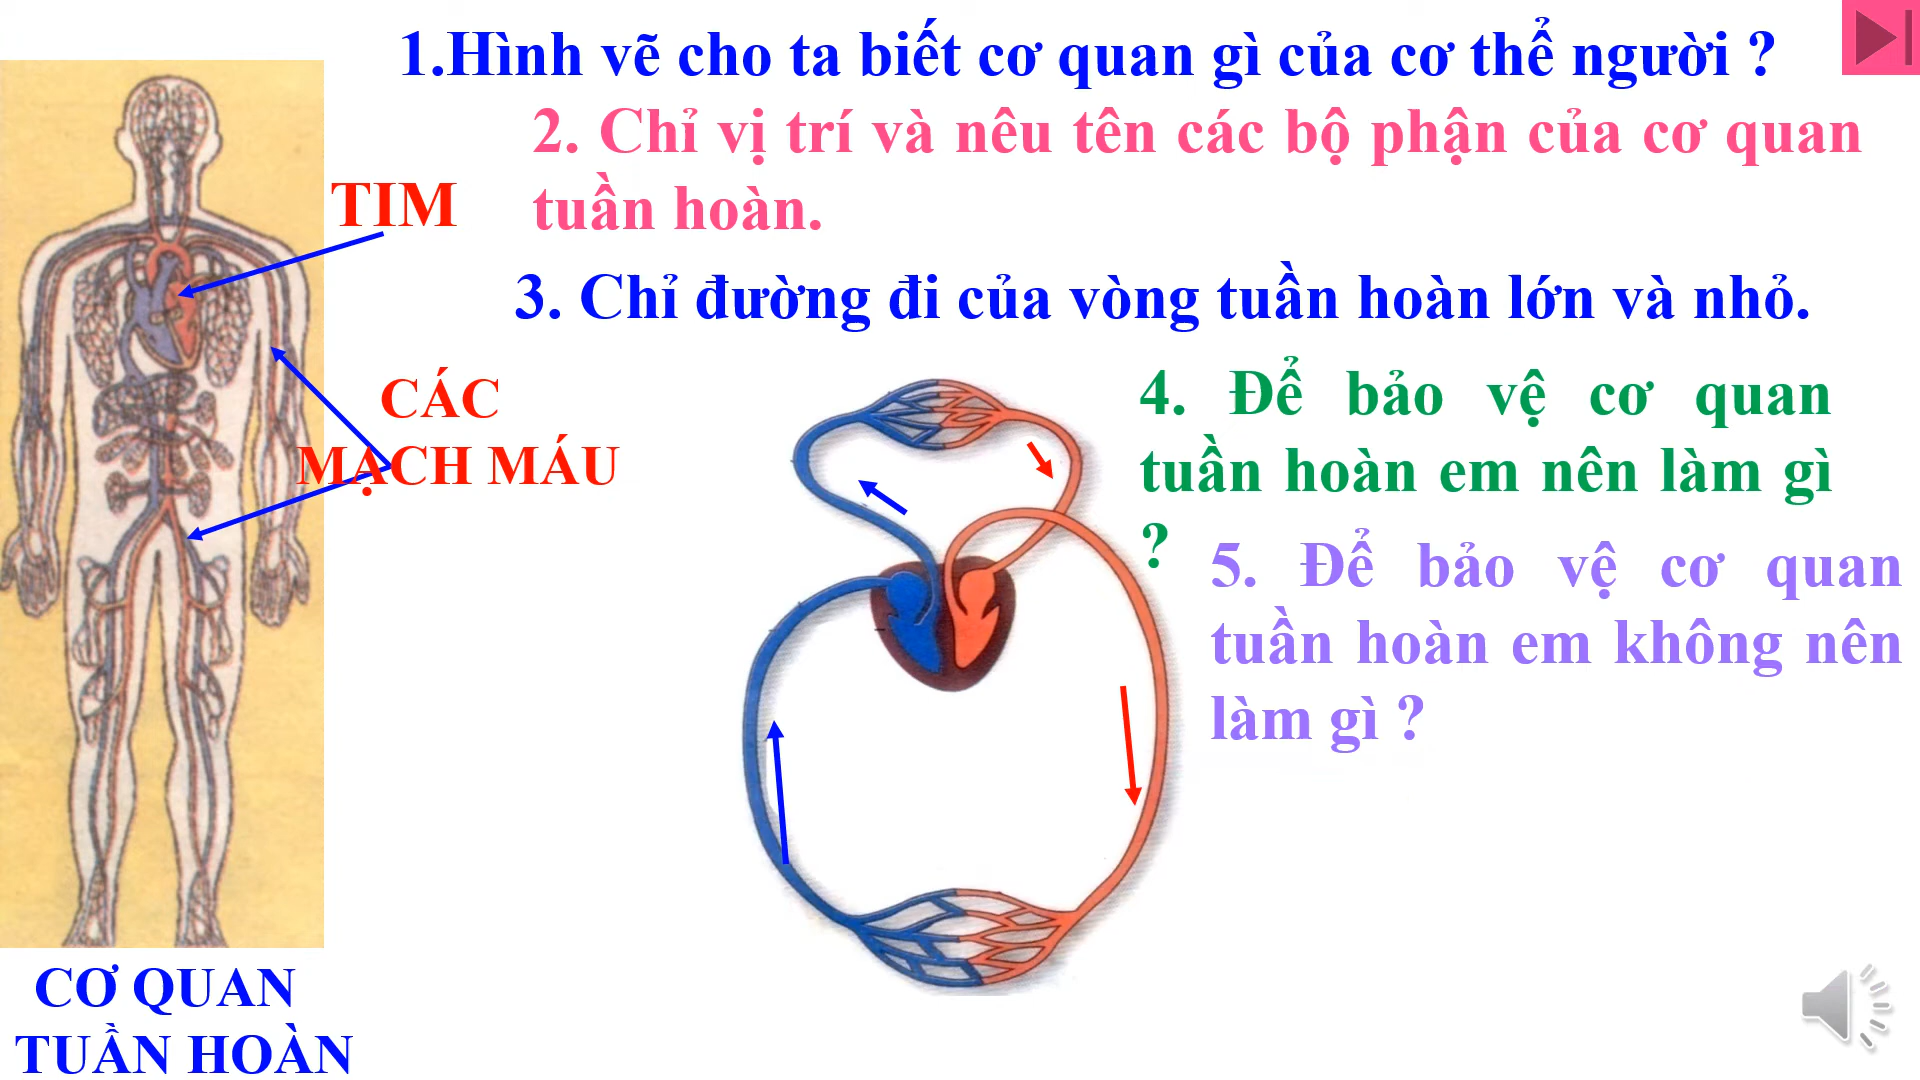 1.Hình vẽ cho ta biết cơ quan gì của cơ thể người ?
2. Chỉ vị trí và nêu tên các bộ phận của cơ quan
tuần hoàn.
TIM
3. Chỉ đường đi của vòng tuần hoàn lớn và nhỏ.
CÁC
MẠCH MÁU
4. Để bảo vệ cơ quan
tuần hoàn em nên làm gì
?
5. Để bảo vệ cơ quan
tuần hoàn em không nên
làm gì ?
CƠ QUAN
TUẦN HOÀN